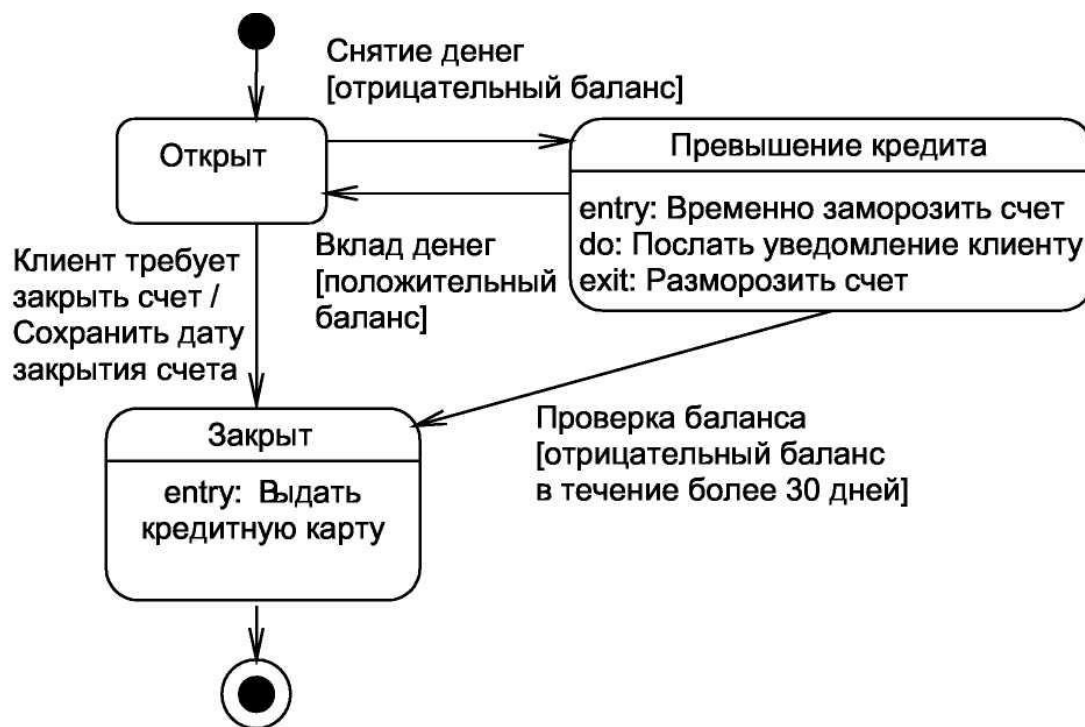 Снятие денег
[отрицательный баланс]
Открыт
Превышение кредита
entry: Временно заморозить счет
do: Послать уведомление клиенту
exit: Разморозить счет
Вклад денег
[положительный
баланс]
Клиент требует
закрыть счет /
Сохранить дату
закрытия счета
Закрыт
entry: Выдать
кредитную карту
Проверка баланса
[отрицательный баланс
в течение более 30 дней]